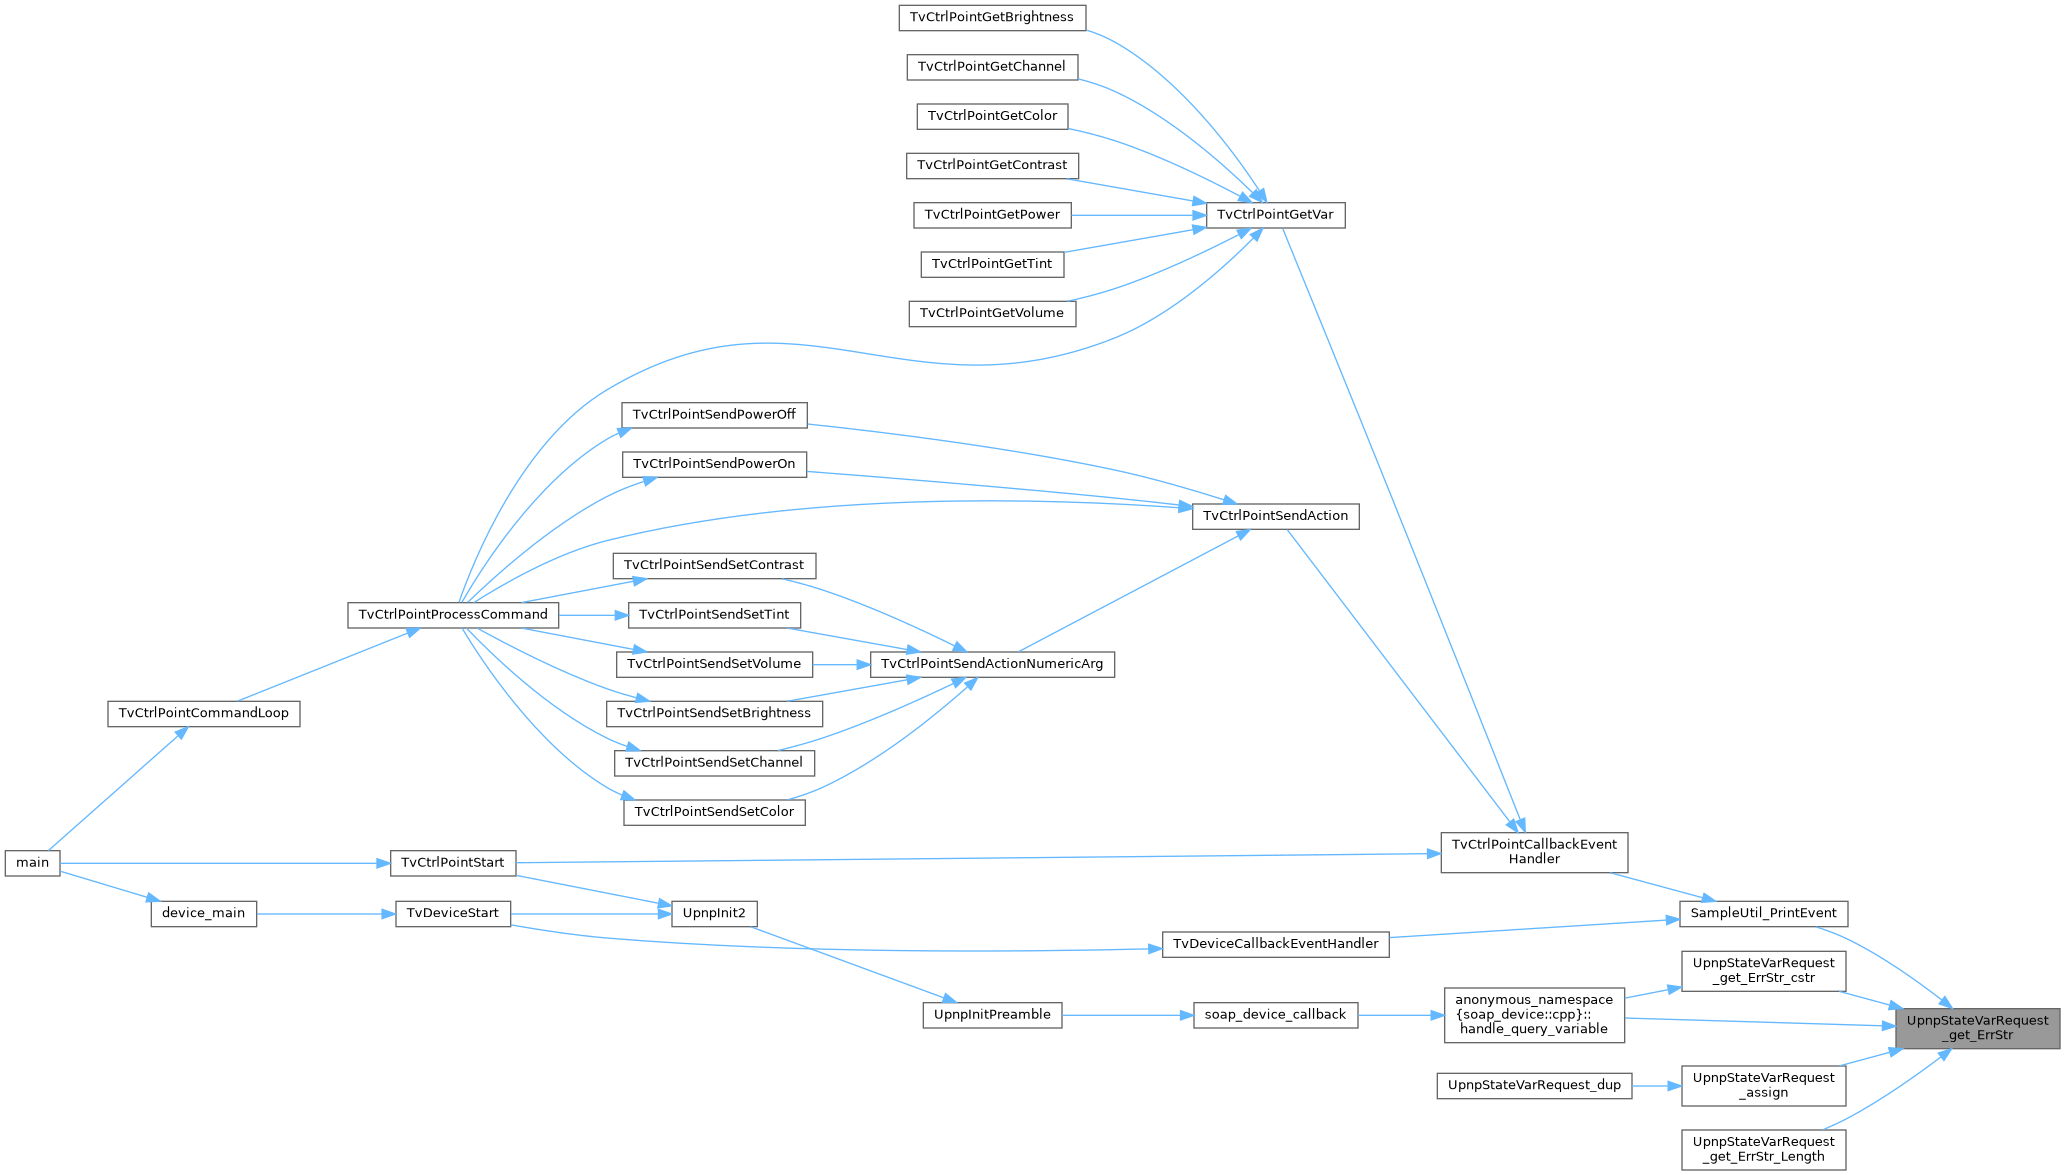 TvCtrlPointGetBrightness
TvCtrlPointGetChannel
TvCtrlPointGetColor
TvCtrlPointGetContrast
TvCtrlPointGetPower
TvCtrlPointGetVar
TvCtrlPointGetTint
TvCtrlPointGetVolume
TvCtrlPointSendPowerOff
TvCtrlPointSendPowerOn
TvCtrlPointSendAction
TvCtrlPointSendSetContrast
TvCtrlPointProcessCommand
TvCtrlPointSendSetTint
TvCtrlPointSendSetVolume
TvCtrlPointSendActionNumericArg
TvCtrlPointCommandLoop
TvCtrlPointSendSetBrightness
TvCtrlPointSendSetChannel
TvCtrlPointSendSetColor
TvCtrlPointCallbackEvent
Handler
main
TvCtrlPointStart
device_main
TvDeviceStart
UpnpInit2
SampleUtil_PrintEvent
TvDeviceCallbackEventHandler
UpnpStateVarRequest
_get_ErrStr_cstr
UpnpInitPreamble
soap_device_callback
anonymous_namespace
{soap_device::cpp}::
handle_query_variable
UpnpStateVarRequest
_get_ErrStr
UpnpStateVarRequest_dup
UpnpStateVarRequest
_assign
UpnpStateVarRequest
_get_ErrStr_Length